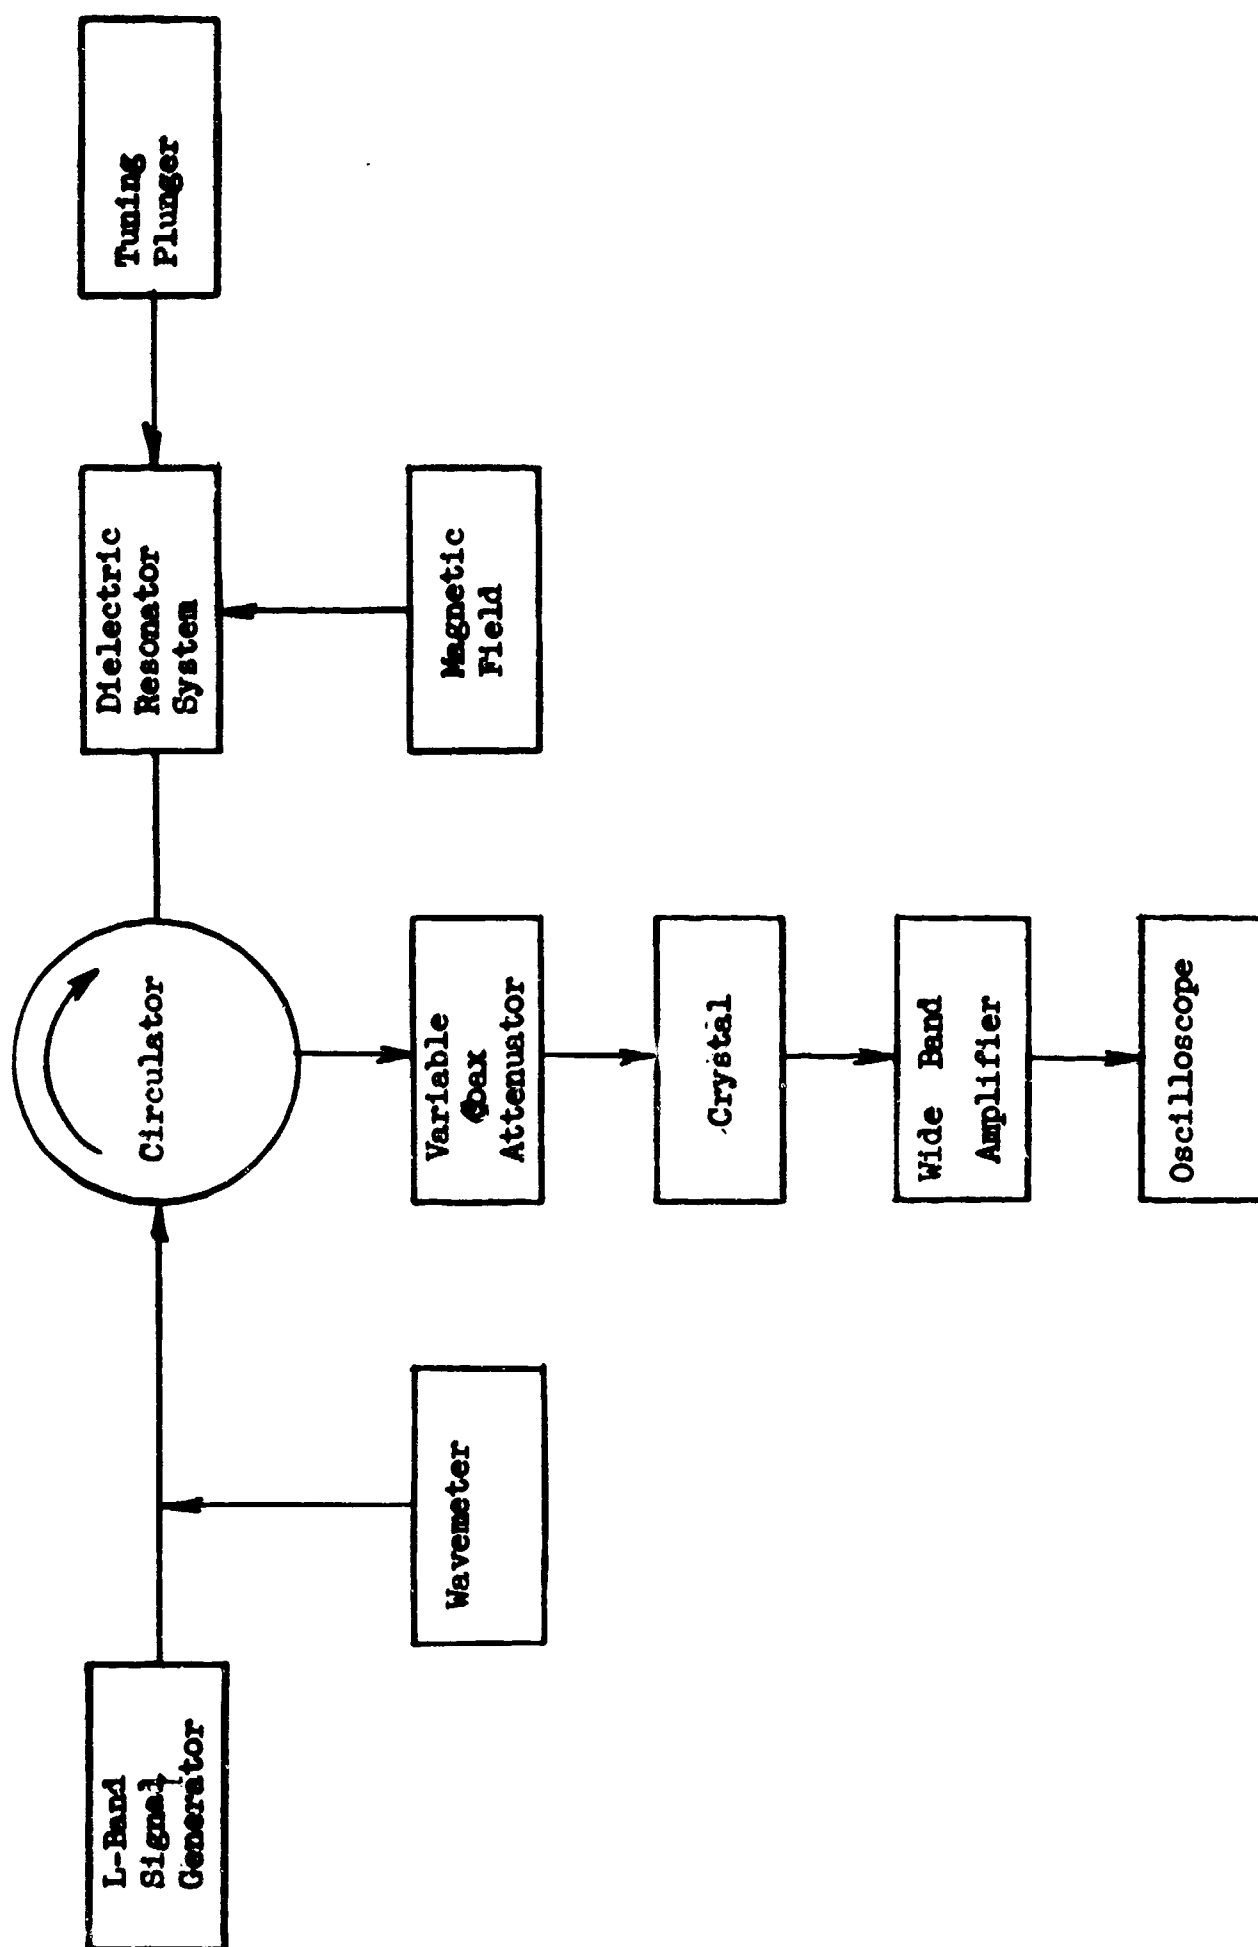 L-Band
Signal
Generator
Wavemeter
Circulator
Variable
Coax
Attenuator
Crystal
Wide Band
Amplifier
Oscilloscope
Dielectric
Resonator
System
Magnetic
Field
Tuning
Plunger